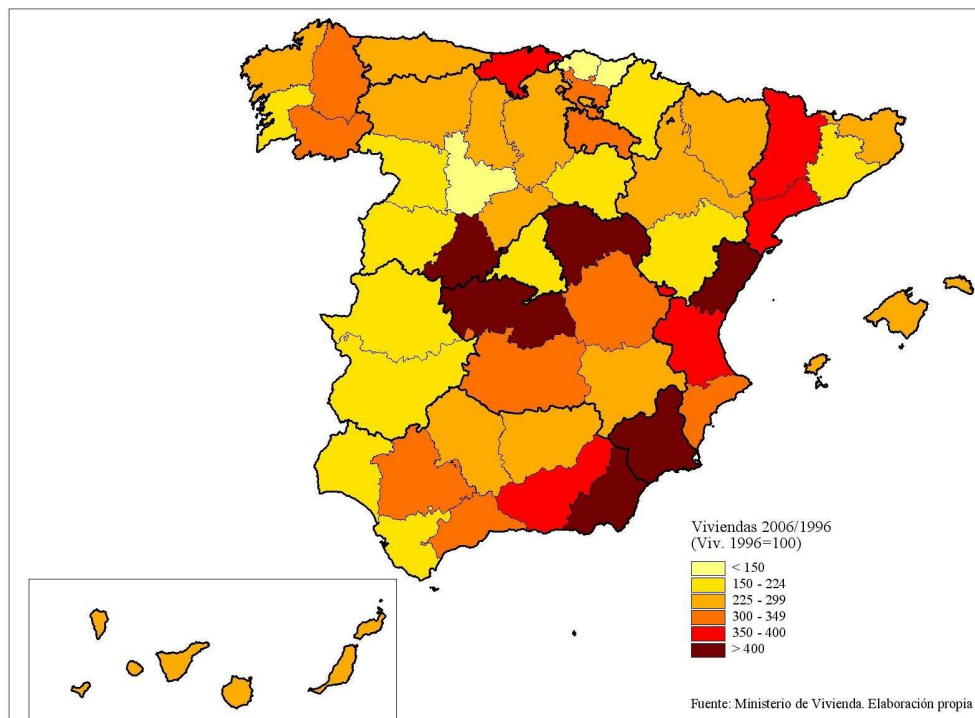 Viviendas 2006/1996
(Viv. 1996=100)
< 150
150 - 224
225 - 299
300 - 349
350 - 400
> 400
Fuente: Ministerio de Vivienda. Elaboración propia